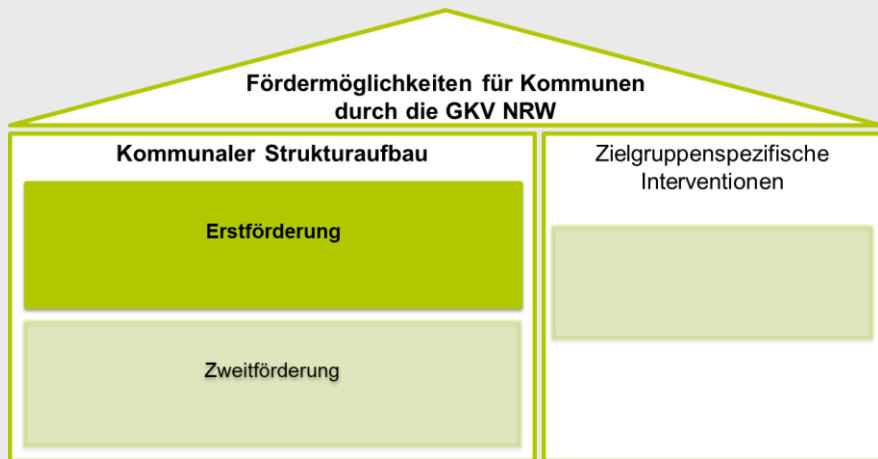 Fördermöglichkeiten für Kommunen
durch die GKV NRW
Kommunaler Strukturaufbau
Erstförderung
Zweitförderung
Zielgruppenspezifische
Interventionen